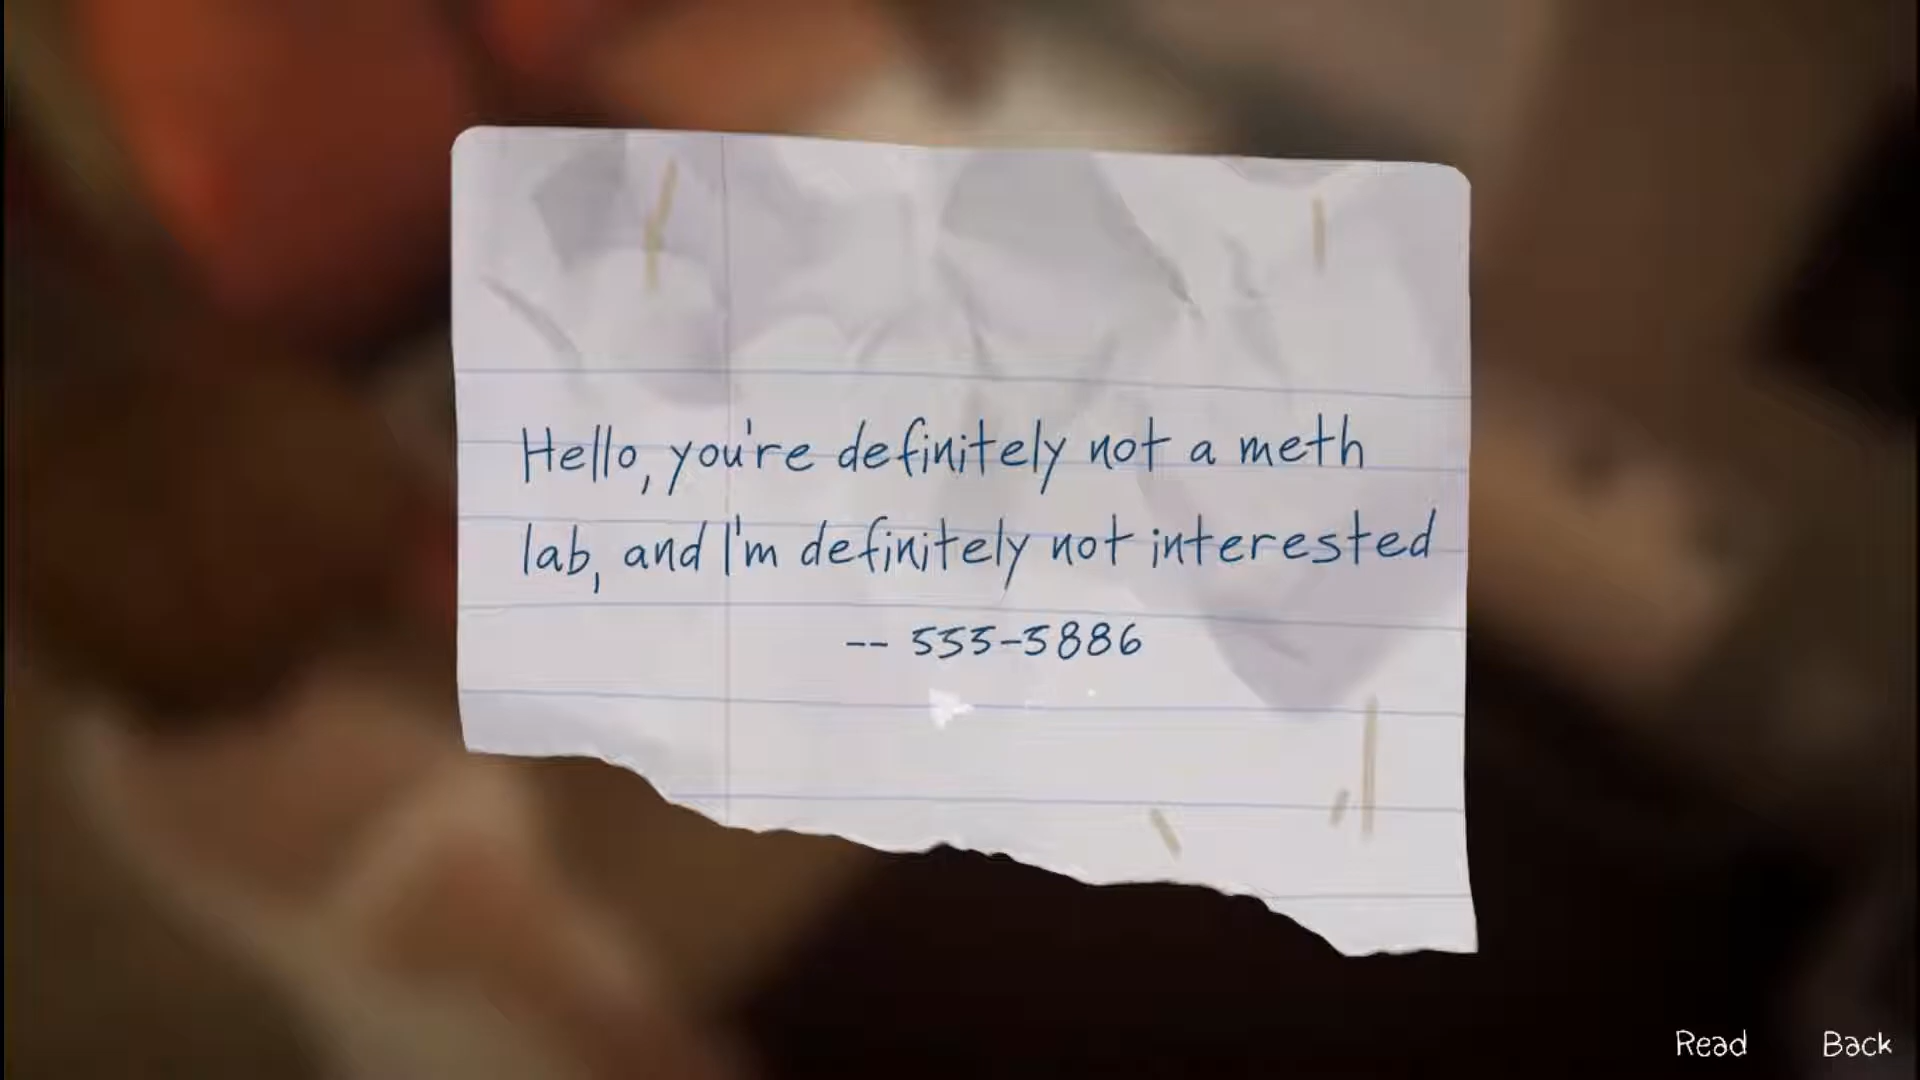 Hello, you're definitely not a meth
lab, and I'm definitely not interested
-- 555-5886
Read Back